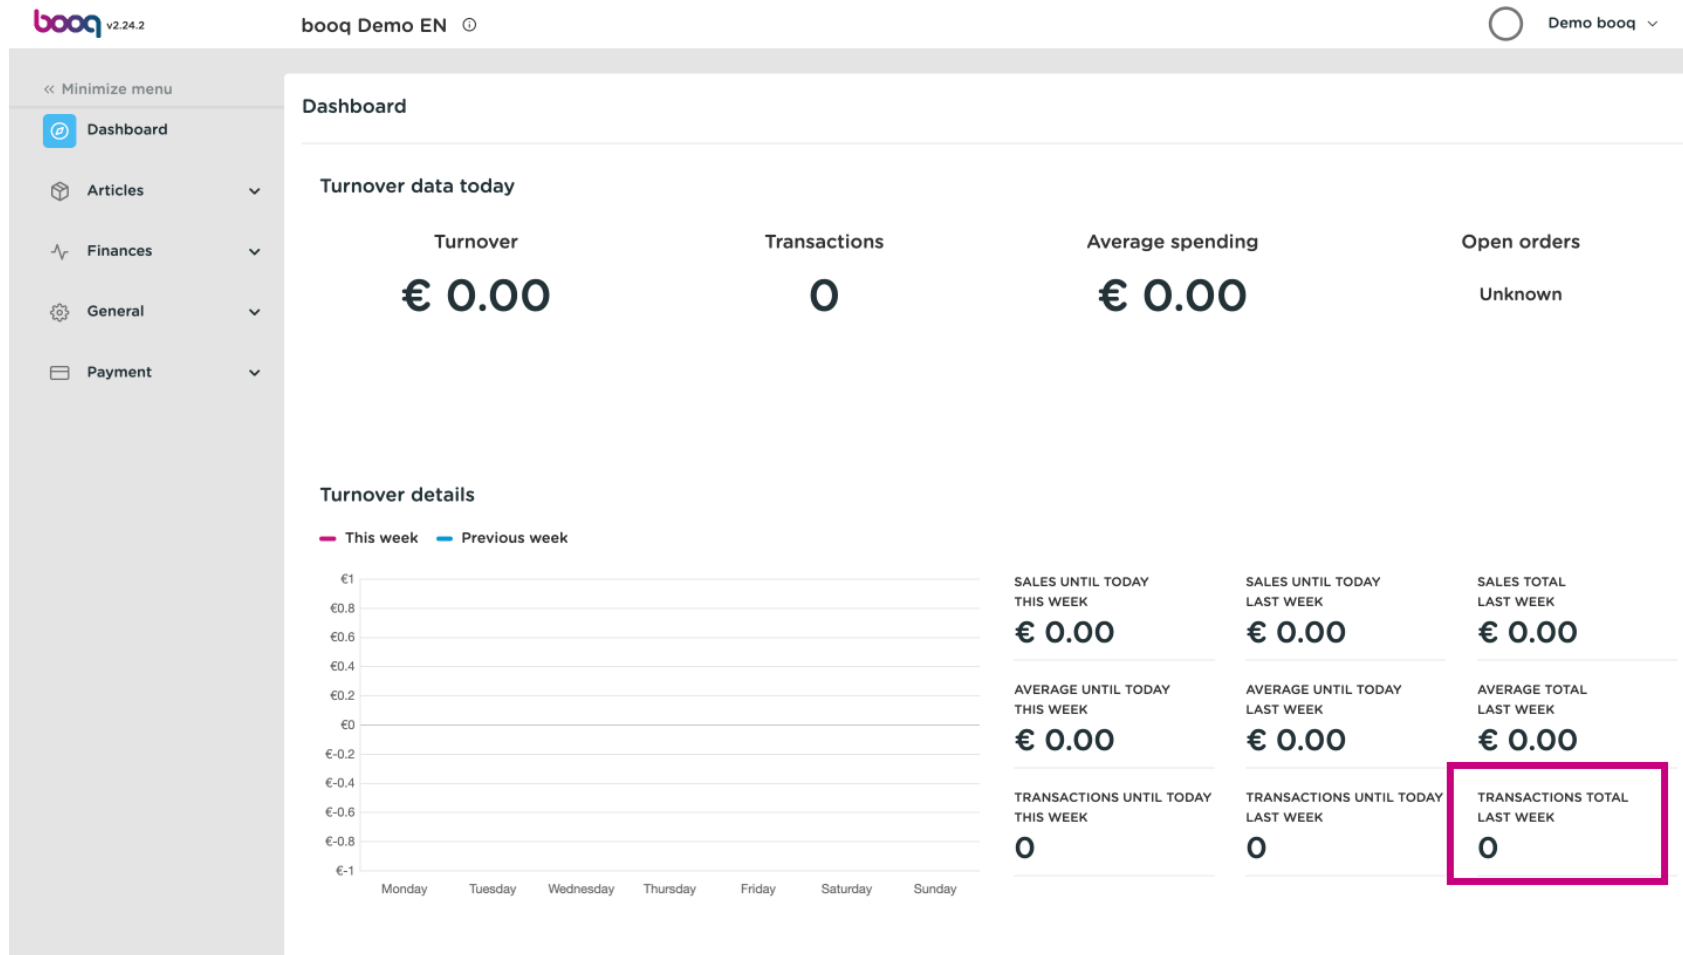 booq v2.24.2
booq Demo EN
Demo booq
« Minimize menu
Dashboard
Articles
Finances
General
Payment
Dashboard
Turnover data today
Turnover
€ 0.00
Transactions
0
Average spending
€ 0.00
Open orders
Unknown
Turnover details
This week
Previous week
€1
€0.8
€0.6
€0.4
€0.2
€0
€-0.2
€-0.4
€-0.6
€-0.8
€-1
Monday
Tuesday
Wednesday
Thursday
Friday
Saturday
Sunday
SALES UNTIL TODAY
THIS WEEK
€ 0.00
SALES UNTIL TODAY
LAST WEEK
€ 0.00
SALES TOTAL
LAST WEEK
€ 0.00
AVERAGE UNTIL TODAY
THIS WEEK
€ 0.00
AVERAGE UNTIL TODAY
LAST WEEK
€ 0.00
AVERAGE TOTAL
LAST WEEK
€ 0.00
TRANSACTIONS UNTIL TODAY
THIS WEEK
0
TRANSACTIONS UNTIL TODAY
LAST WEEK
0
TRANSACTIONS TOTAL
LAST WEEK
0